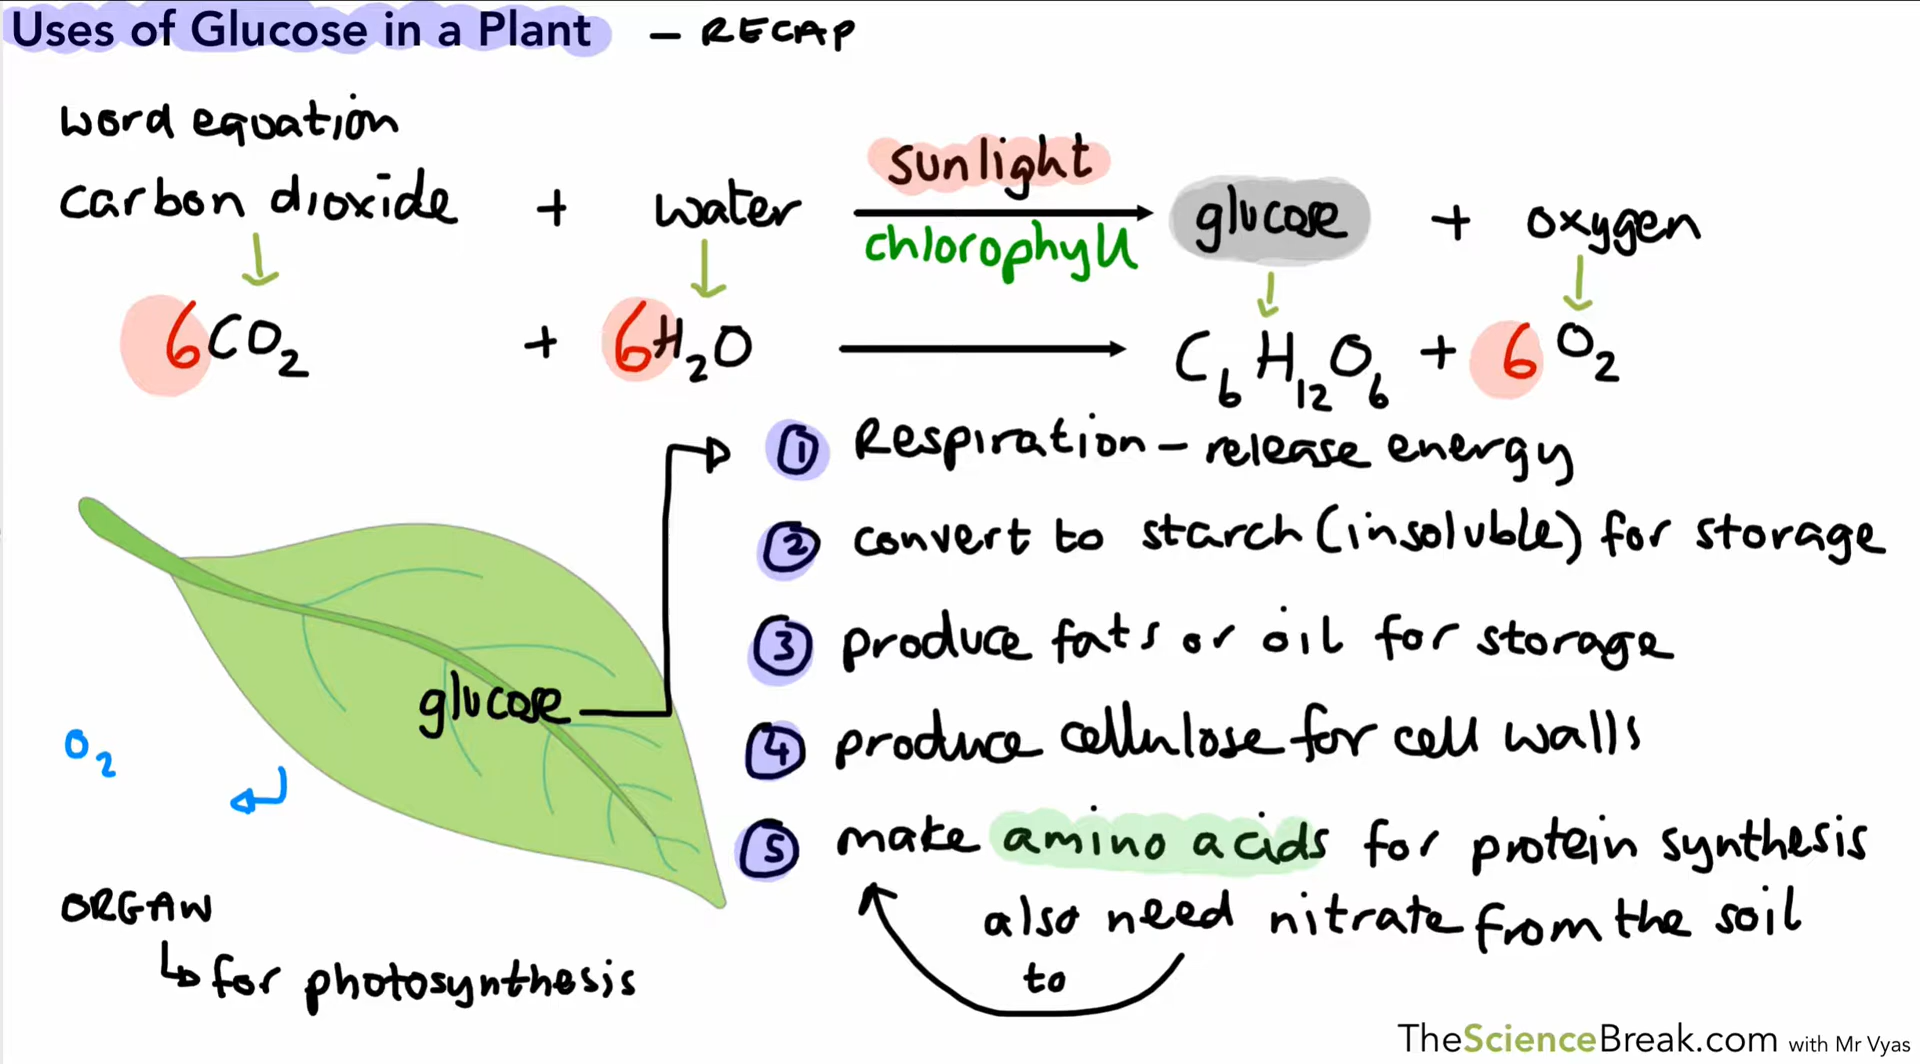 Uses of Glucose in a Plant – RECAP
word equation
sunlight
carbon dioxide + water glucose + oxygen
chlorophyll
6CO2 + 6H2O C6H12O6 + 6O2
1 Respiration – release energy
2 convert to starch (insoluble) for storage
3 produce fats or oil for storage
glucose
4 produce cellulose for cell walls
O2
5 make amino acids for protein synthesis
ORGAN
also need nitrate from the soil
to
for photosynthesis
TheScienceBreak.com with Mr Vyas